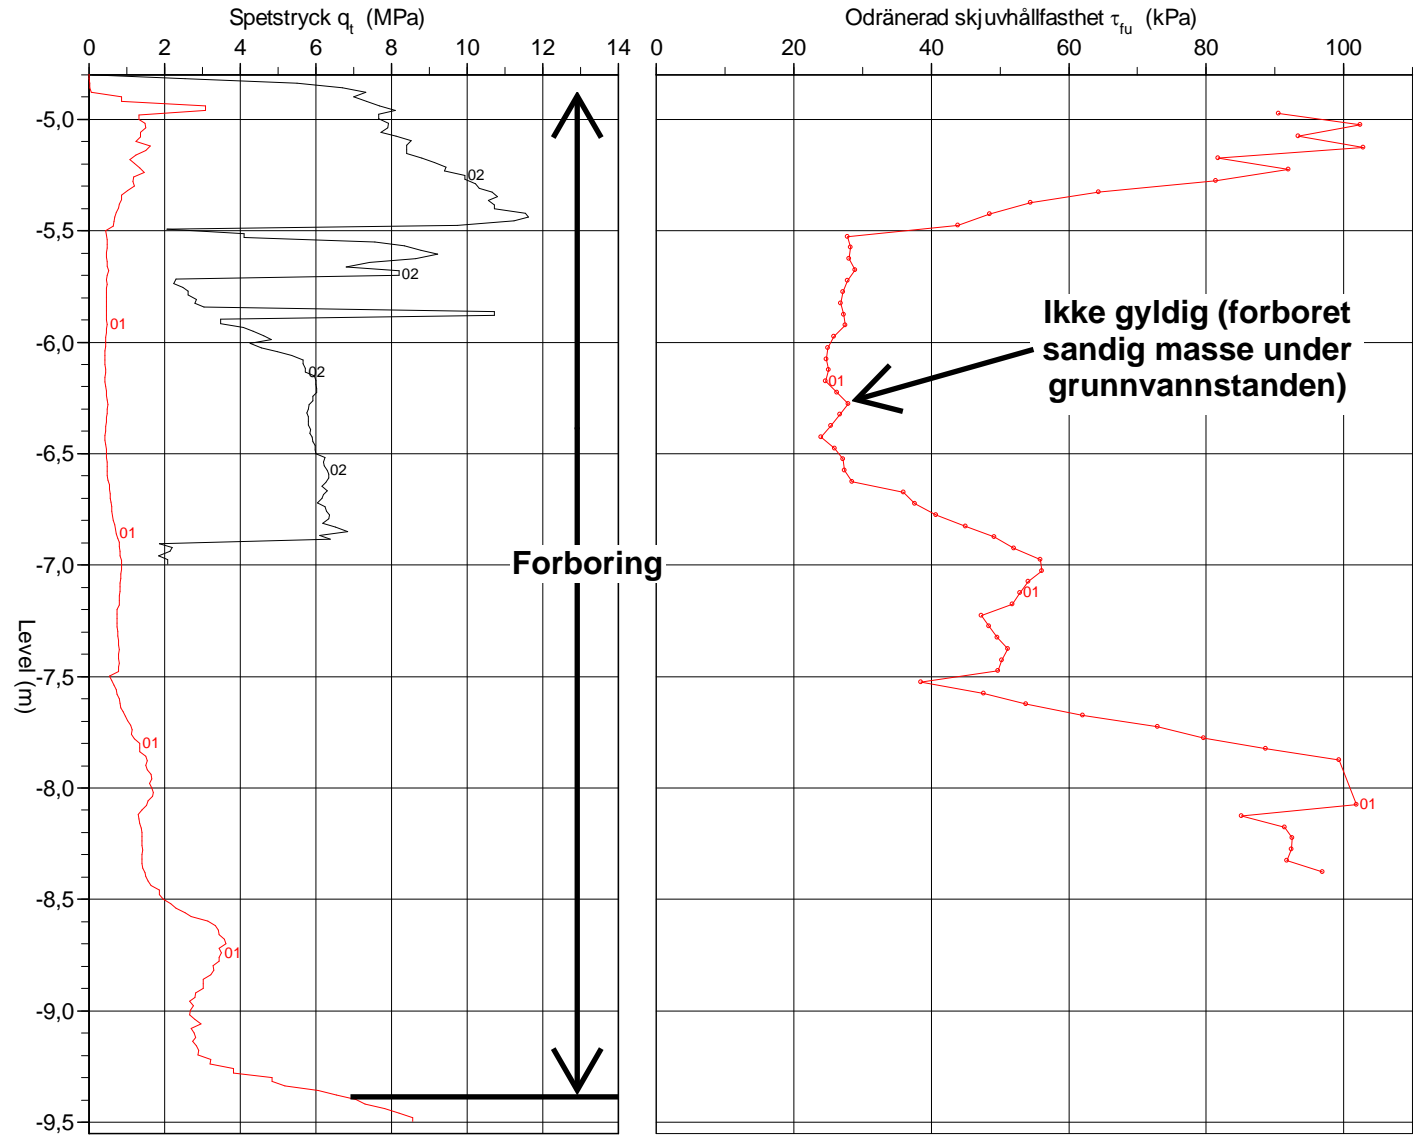 Spetstryck qt (MPa)
0 2 4 6 8 10 12 14
Odränerad skjuvhållfasthet τfu (kPa)
0 20 40 60 80 100
Level (m)
-5,0
-5,5
-6,0
-6,5
-7,0
-7,5
-8,0
-8,5
-9,0
-9,5
02
02
01
02
02
01
01
01
Forboring
Ikke gyldig (forboret
sandig masse under
grunnvannstanden)
01
01
01